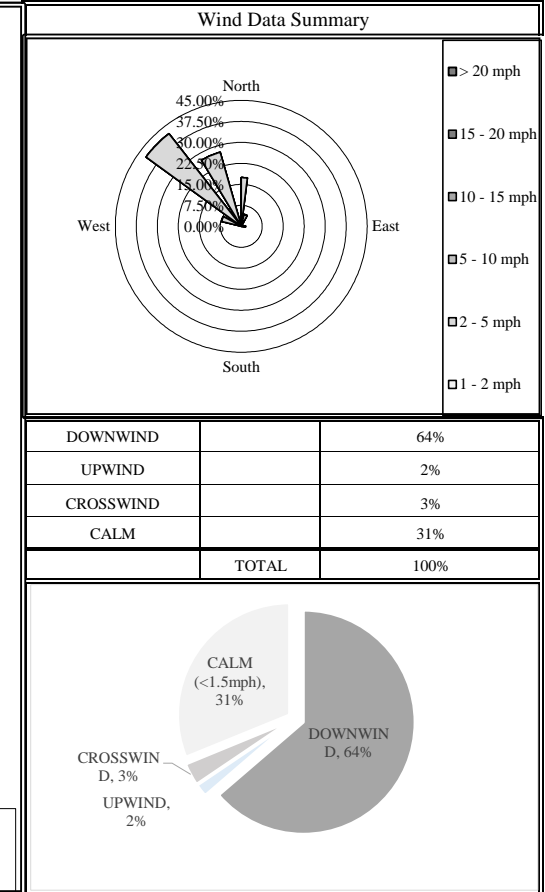 Wind Data Summary
North
45.00%
37.50%
30.00%
22.50%
15.00%
7.50%
0.00%
West
East
South
> 20 mph
15 - 20 mph
10 - 15 mph
5 - 10 mph
2 - 5 mph
1 - 2 mph
DOWNWIND 64%
UPWIND 2%
CROSSWIND 3%
CALM 31%
TOTAL 100%
CALM
(<1.5mph),
31%
DOWNWIN
D, 64%
CROSSWIN
D, 3%
UPWIND,
2%